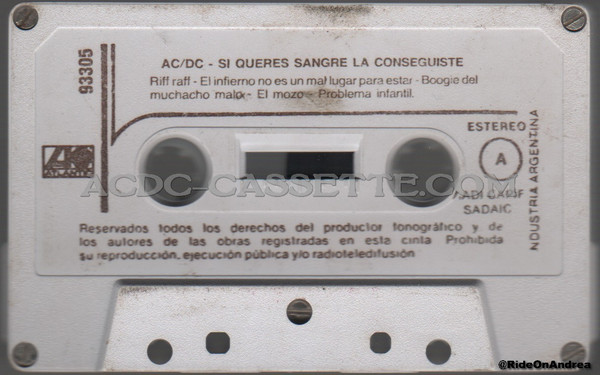 AC/DC - SI QUERES SANGRE LA CONSEGUISTE
93305
Riff raff - El infierno no es un mal lugar para estar - Boogie del
muchacho malo - El mozo - Problema infantil.
ESTEREO
A
INDUSTRIA ARGENTINA
ATLANTIC
ACDC-CASSETTE.COM
AADI CAPIF
SADAIC
Reservados todos los derechos del productor fonográfico y de
los autores de las obras registradas en esta cinta Prohibida
su reproducción, ejecución pública y/o radioteledifusión
@RideOnAndrea